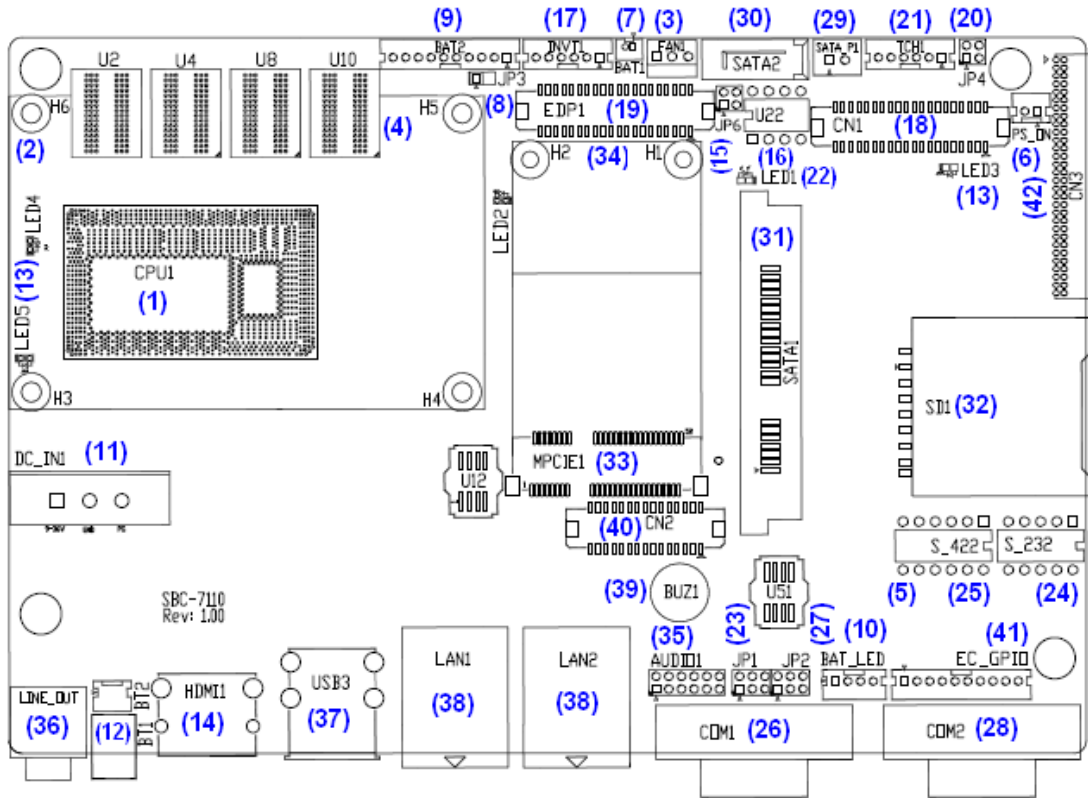 (9) (17) (7) (3) (30) (29) (21) (20)
BAT2 INVT1 BAT1 FAN1 SATA2 SATA_P1 TCH1 JP4
U2 U4 U8 U10 JP3
H6 H5 (8) EDP1 (19) JP6 U22 CN1 (18) PS_ON
(2) (4) (34) (15) (16) (6)
H2 H1 LED1 (22) LED3 (13) (42) CN3
LED4 LED2 (31)
(13) CPU1
(1)
LED5 SATA1
H3 H4 SD1 (32)
DC_IN1 (11) MPCIE1 (33)
U12
(40) CN2
S_422 S_232
(39) BUZ1 U51 (5) (25) (24)
SBC-7110
Rev: 1.00
(35) (23) (27) (10) (41)
LAN1 LAN2 AUDIO1 JP1 JP2 BAT_LED EC_GPIO
LINE_OUT BT2 HDMI1 USB3
(36) (12) BT1 (14) (37) (38) (38) COM1 (26) COM2 (28)